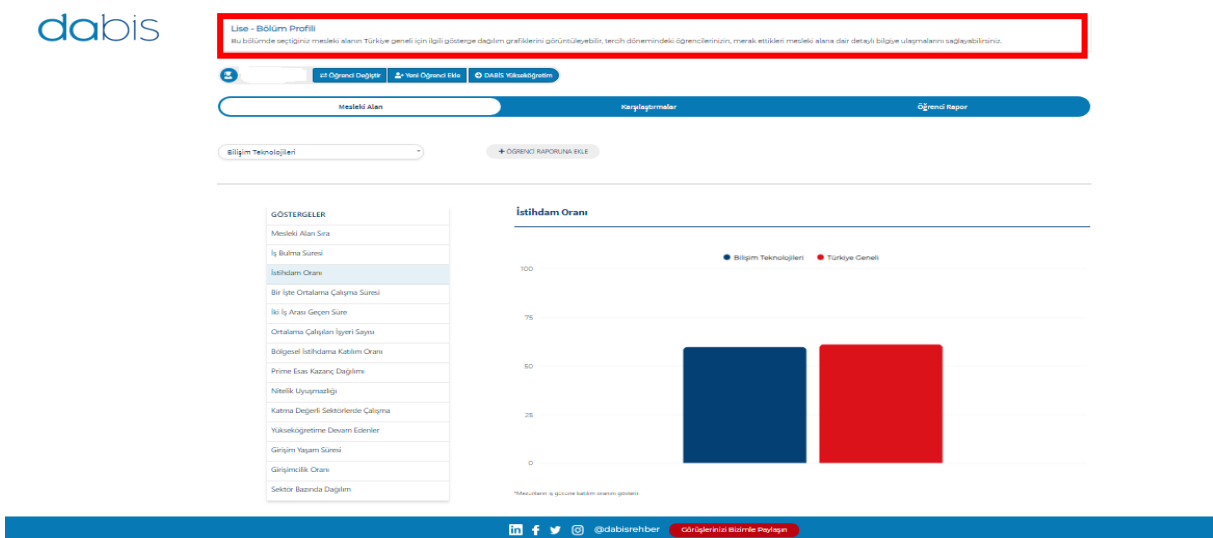 dabis
Lise - Bölüm Profili
Bu bölümde seçtiğiniz mesleki alanın Türkiye geneli için ilgili gösterge dağılım grafiklerini görüntüleyebilir, tercih dönemindeki öğrencilerinizin, merak ettikleri mesleki alana dair detaylı bilgiye ulaşmalarını sağlayabilirsiniz.
Öğrenci Değiştir
Yeni Öğrenci Ekle
DABİS Yükseköğretim
Mesleki Alan
Karşılaştırmalar
Öğrenci Rapor
Bilişim Teknolojileri
+ ÖĞRENCİ RAPORUNA EKLE
GÖSTERGELER
Mesleki Alan Sıra
İş Bulma Süresi
İstihdam Oranı
Bir İşte Ortalama Çalışma Süresi
İki İş Arası Geçen Süre
Ortalama Çalışılan İşyeri Sayısı
Bölgesel İstihdama Katılım Oranı
Prime Esas Kazanç Dağılımı
Nitelik Uyuşmazlığı
Katma Değerli Sektörlerde Çalışma
Yükseköğretime Devam Edenler
Girişim Yaşam Süresi
Girişimcilik Oranı
Sektör Bazında Dağılım
İstihdam Oranı
Bilişim Teknolojileri
Türkiye Geneli
100
75
50
25
0
*Mezunların iş gücüne katılım oranını gösterir.
@dabisrehber
Görüşlerinizi Bizimle Paylaşın